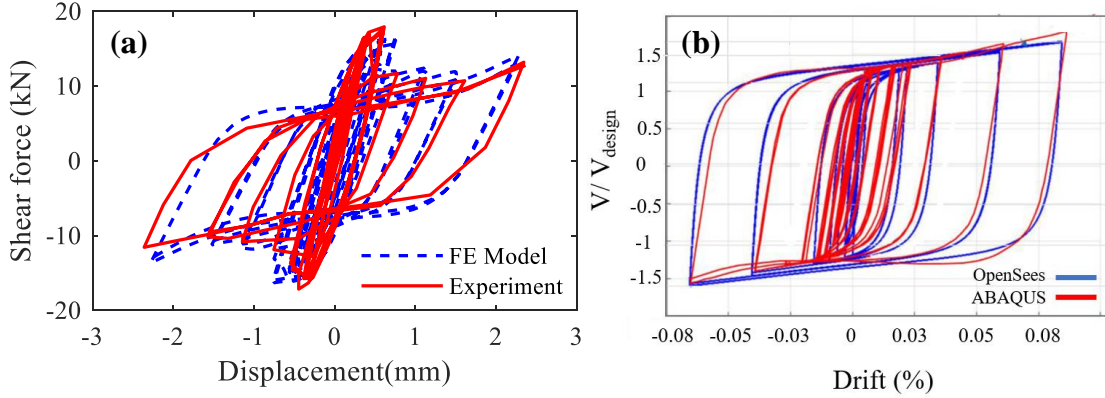 (a)
Shear force (kN)
20
10
0
-10
-20
FE Model
Experiment
-3
-2
-1
0
1
2
3
Displacement(mm)
(b)
V/ V design
1.5
1
0.5
0
-0.5
-1
-1.5
OpenSees
ABAQUS
-0.08
-0.05
-0.03
0
0.03
0.05
0.08
Drift (%)